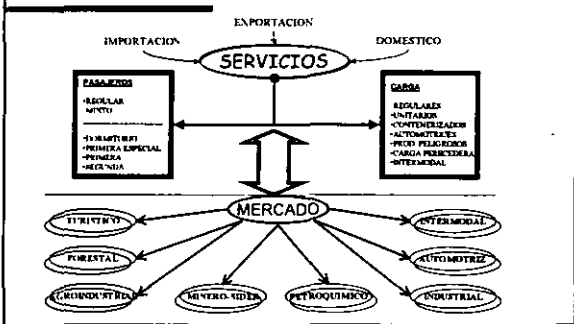 EXPORTACION
IMPORTACION
DOMESTICO
SERVICIOS
PASAJEROS
•REGULAR
•MIXTO
•DORMITORIO
•PRIMERA ESPECIAL
•PRIMERA
•SEGUNDA
CARGA
•REGULARES
•UNITARIOS
•CONTENERIZADOS
•AUTOMOTRICES
•PROD. PELIGROSOS
•CARGA PERECEDERA
•INTERMODAL
MERCADO
TURISTICO
INTERMODAL
FORESTAL
AUTOMOTRIZ
AGROINDUSTRIAL
MINERO-SIDER.
PETROQUIMICO
INDUSTRIAL